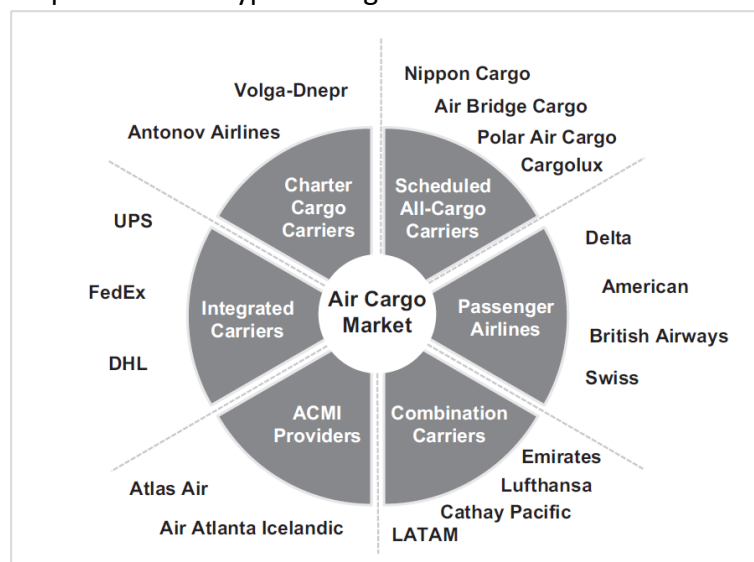 Nippon Cargo
Volga-Dnepr
Air Bridge Cargo
Antonov Airlines
Polar Air Cargo
Cargolux
Charter
Cargo
Carriers
Scheduled
All-Cargo
Carriers
UPS
Delta
FedEx
American
Integrated
Carriers
Air Cargo
Market
Passenger
Airlines
British Airways
DHL
Swiss
ACMI
Providers
Combination
Carriers
Emirates
Atlas Air
Lufthansa
Cathay Pacific
Air Atlanta Icelandic
LATAM